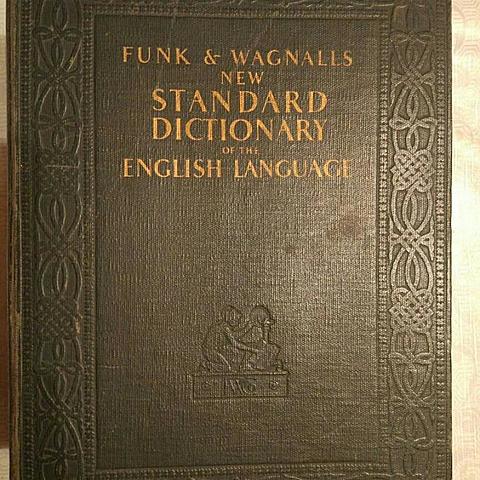 FUNK & WAGNALLS
NEW
STANDARD
DICTIONARY
OF THE
ENGLISH LANGUAGE